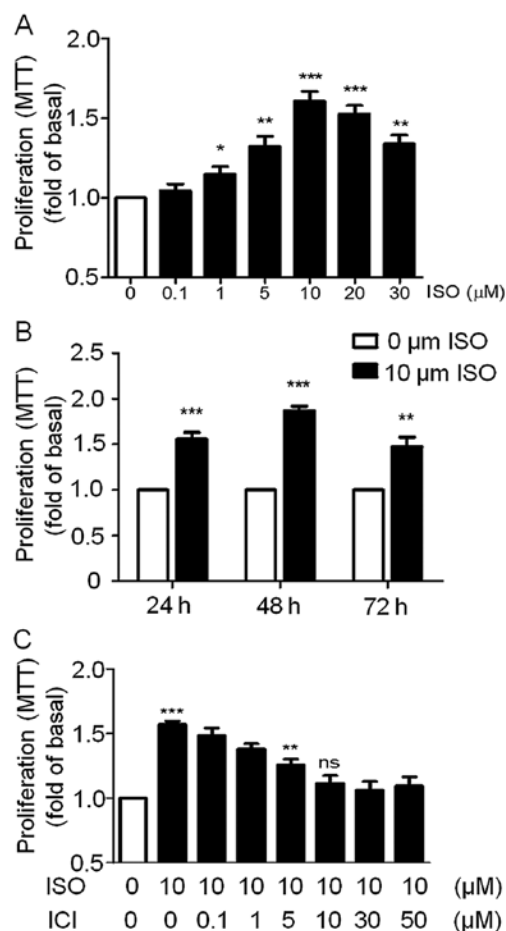 A
Proliferation (MTT)
(fold of basal)
2.0
1.5
1.0
0.5
* ** *** *** **
0 0.1 1 5 10 20 30 ISO (µM)
B
0 µm ISO
10 µm ISO
Proliferation (MTT)
(fold of basal)
2.5
2.0
1.5
1.0
0.5
0
*** *** **
24 h 48 h 72 h
C
Proliferation (MTT)
(fold of basal)
2.0
1.5
1.0
0.5
*** ** ns
ISO 0 10 10 10 10 10 10 10 (µM)
ICI 0 0 0.1 1 5 10 30 50 (µM)